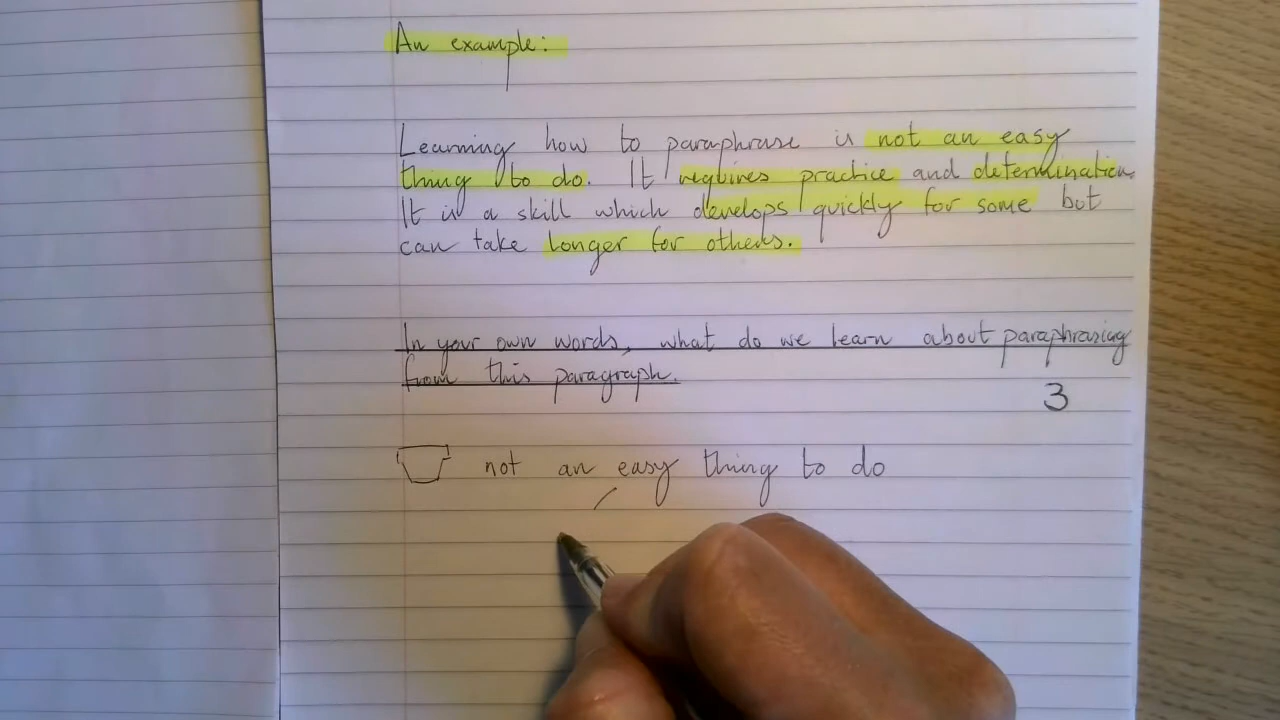 An example:
Learning how to paraphrase is not an easy
thing to do. It requires practice and determination.
It is a skill which develops quickly for some but
can take longer for others.
In your own words, what do we learn about paraphrasing
from this paragraph.
3
not an easy thing to do